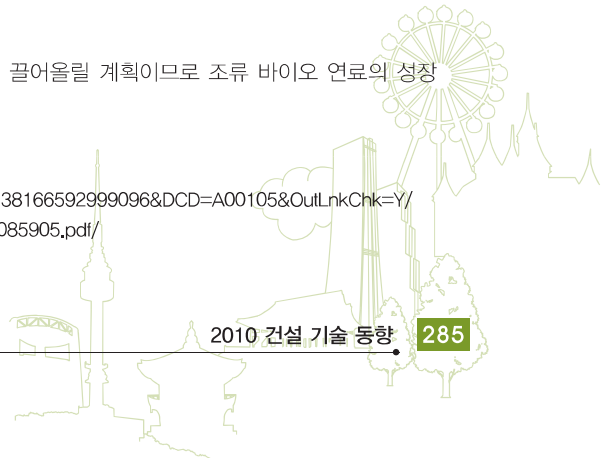 끌어올릴 계획이므로 조류 바이오 연료의 성장
38166592999096&DCD=A00105&OutLnkChk=Y/
085905.pdf/
2010 건설 기술 동향 285